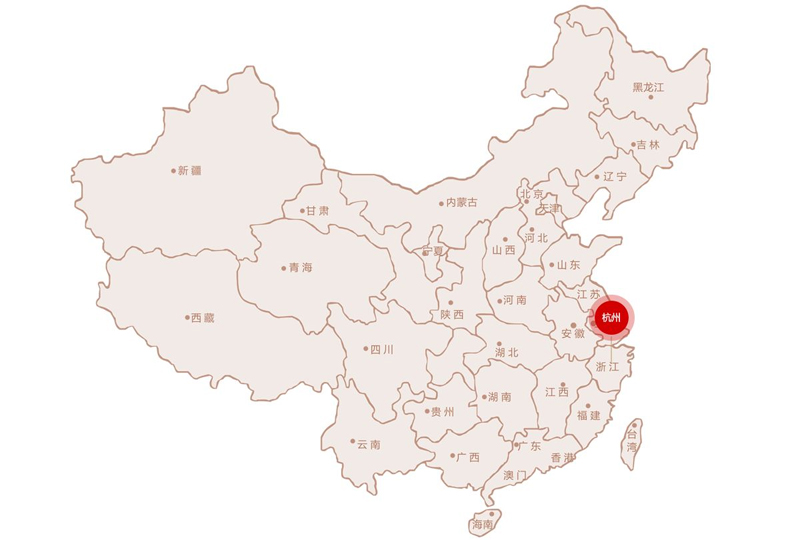 黑龙江
吉林
新疆
辽宁
北京
内蒙古
天津
甘肃
河北
宁夏
山西
山东
青海
江苏
河南
陕西
西藏
杭州
安徽
四川
湖北
浙江
江西
湖南
贵州
福建
云南
台
湾
广东
广西
香港
澳门
海南